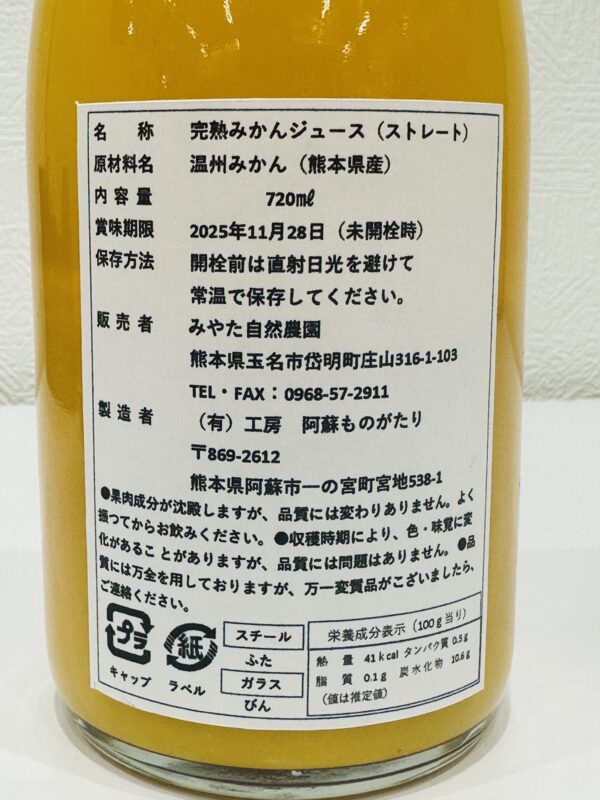 名 称 完熟みかんジュース（ストレート）
原材料名 温州みかん（熊本県産）
内容量 720㎖
賞味期限 2025年11月28日（未開栓時）
保存方法 開栓前は直射日光を避けて
常温で保存してください。
販売者 みやた自然農園
熊本県玉名市岱明町庄山316-1-103
TEL・FAX：0968-57-2911
製造者 （有）工房 阿蘇ものがたり
〒869-2612
熊本県阿蘇市一の宮町宮地538-1
●果肉成分が沈殿しますが、品質には変わりありません。よく
振つてからお飲みください。●収穫時期により、色・味覚に変
化があるこ とがありますが、品質には問題はありません。●品
質には万全を用しておりますが、万一変質品がございましたら、
ご連絡ください。
プラ
キャップ
紙
ラベル
スチール
ふた
ガラス
びん
栄養成分表示（100g当り）
熱 量 41kcal タンパク質 0.5g
脂 質 0.1g 炭水化物 10.6g
（値は推定値）